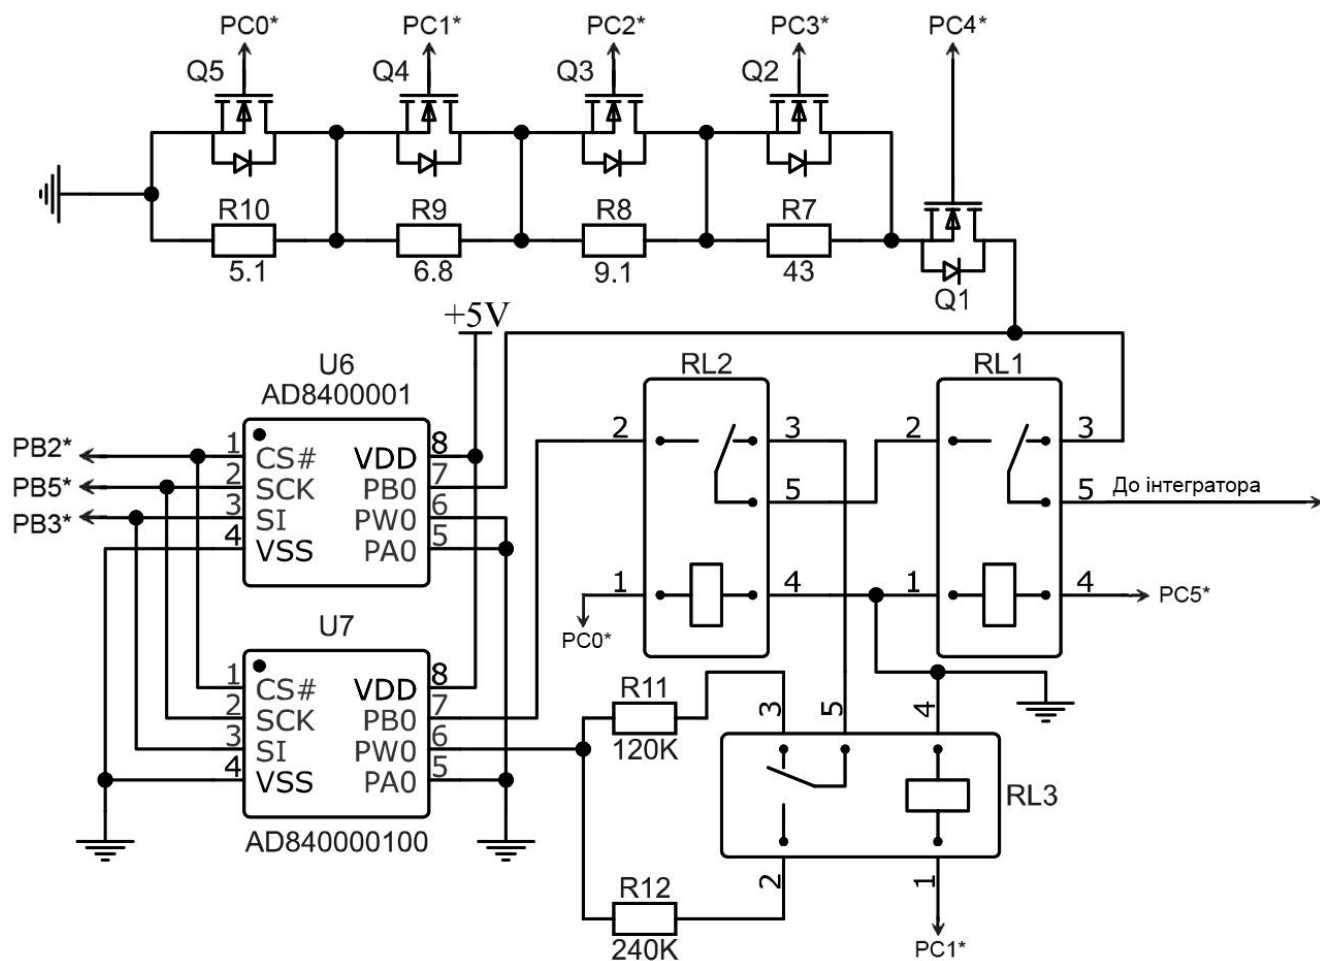 PC0* PC1* PC2* PC3* PC4*
Q5 Q4 Q3 Q2
R10 R9 R8 R7
5.1 6.8 9.1 43
Q1
+5V
U6
AD8400001
RL2 RL1
PB2* 1 CS# VDD 8
PB5* 2 SCK PB0 7
PB3* 3 SI PW0 6
4 VSS PA0 5
2 3 2 3
5 5 До інтегратора
1 4 1 4 PC5*
PC0*
U7
1 CS# VDD 8
2 SCK PB0 7
3 SI PW0 6
4 VSS PA0 5
AD840000100
R11
120K
3 5 4
RL3
R12
240K
2 1
PC1*